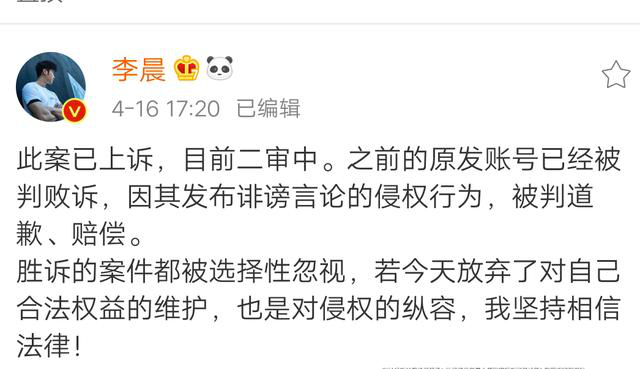 李晨
4-16 17:20 已编辑
此案已上诉，目前二审中。之前的原发账号已经被
判败诉，因其发布诽谤言论的侵权行为，被判道
歉、赔偿。
胜诉的案件都被选择性忽视，若今天放弃了对自己
合法权益的维护，也是对侵权的纵容，我坚持相信
法律！